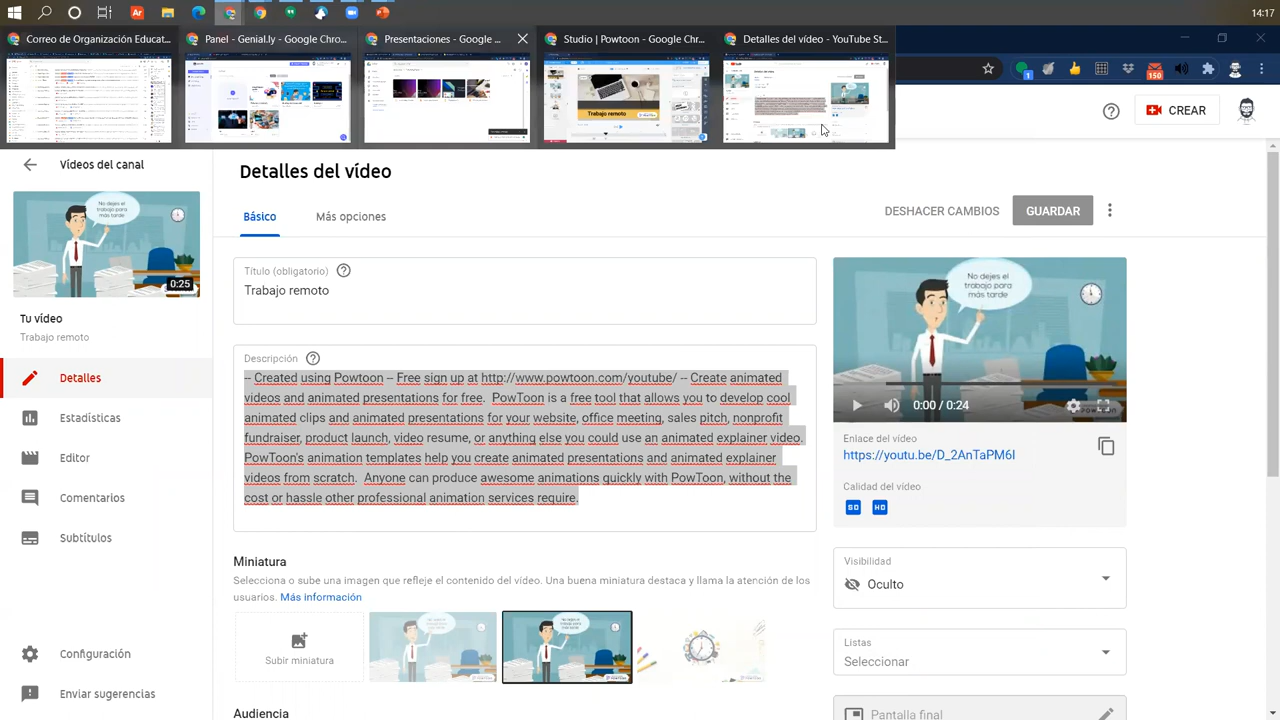 Correo de Organización Educat...
Panel - Genial.ly - Google Chro...
Presentaciones - Google ...
Studio | Powtoon - Google Chr...
Detalles del vídeo - YouT...
CREAR
Vídeos del canal
Detalles del vídeo
Básico
Más opciones
DESHACER CAMBIOS
GUARDAR
No dejes el
trabajo para
más tarde
0:25
Tu vídeo
Trabajo remoto
Detalles
Estadísticas
Editor
Comentarios
Subtítulos
Configuración
Enviar sugerencias
Título (obligatorio)
Trabajo remoto
Descripción
-- Created using Powtoon -- Free sign up at http://www.powtoon.com/youtube/ -- Create animated
videos and animated presentations for free. PowToon is a free tool that allows you to develop cool
animated clips and animated presentations for your website, office meeting, sales pitch, nonprofit
fundraiser, product launch, video resume, or anything else you could use an animated explainer video.
PowToon's animation templates help you create animated presentations and animated explainer
videos from scratch. Anyone can produce awesome animations quickly with PowToon, without the
cost or hassle other professional animation services require.
Miniatura
Selecciona o sube una imagen que refleje el contenido del vídeo. Una buena miniatura destaca y llama la atención de los
usuarios. Más información
Subir miniatura
Audiencia
No dejes el
trabajo para
más tarde
0:00 / 0:24
Enlace del vídeo
https://youtu.be/D_2AnTaPM6I
Calidad del vídeo
SD HD
Visibilidad
Oculto
Listas
Seleccionar
Pantalla final
Trabajo remoto